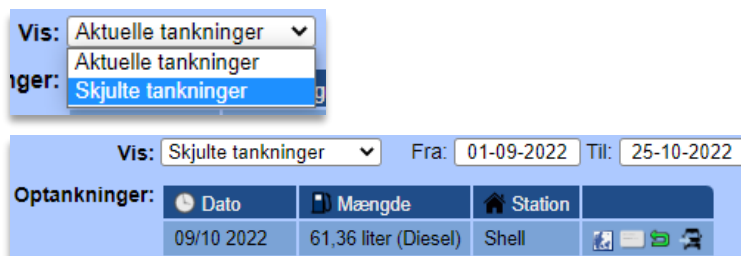 Vis: Aktuelle tankninger
Aktuelle tankninger
nger: Skjulte tankninger g
Vis: Skjulte tankninger Fra: 01-09-2022 Til: 25-10-2022
Optankninger: Dato Mængde Station
09/10 2022 61,36 liter (Diesel) Shell